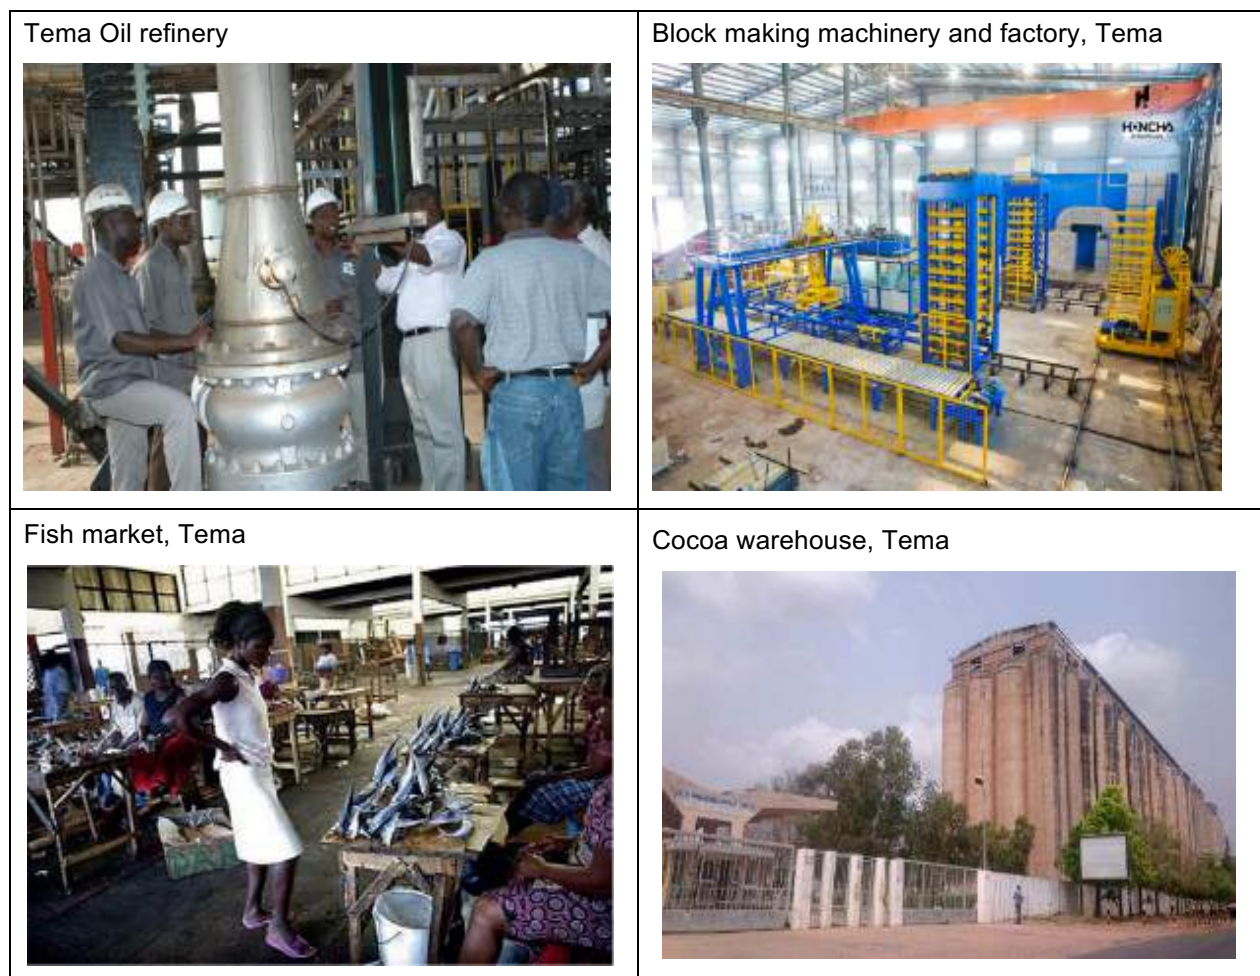 Tema Oil refinery
Block making machinery and factory, Tema
HONCHA
Fish market, Tema
Cocoa warehouse, Tema